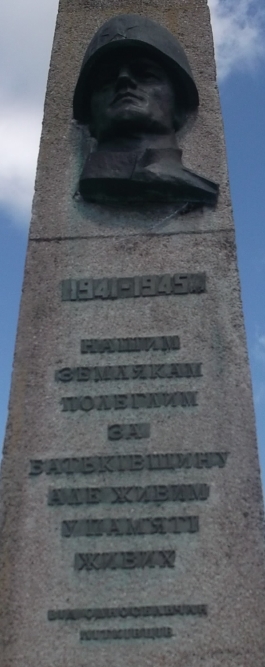 1941-1945
НАШИМ
ЗЕМЛЯКАМ
ПОЛЕГЛИМ
ЗА
БАТЬКІВЩИНУ
АЛЕ ЖИВИМ
У ПАМЯТІ
ЖИВИХ